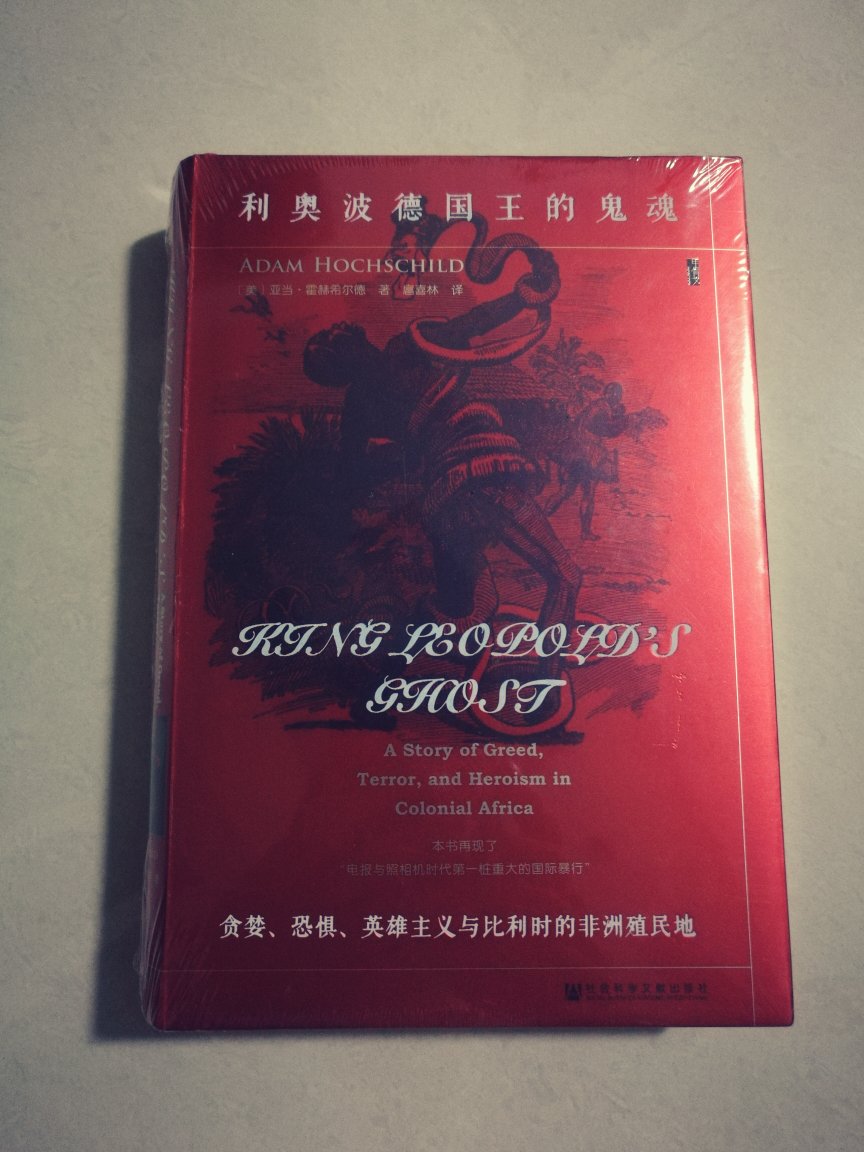 利奥波德国王的鬼魂
ADAM HOCHSCHILD
［美］亚当·霍赫希尔德 著 扈喜林 译
KING LEOPOLD'S
GHOST
A Story of Greed,
Terror, and Heroism in
Colonial Africa
本书再现了
“电报与照相机时代第一桩重大的国际暴行”
贪婪、恐惧、英雄主义与比利时的非洲殖民地
社会科学文献出版社